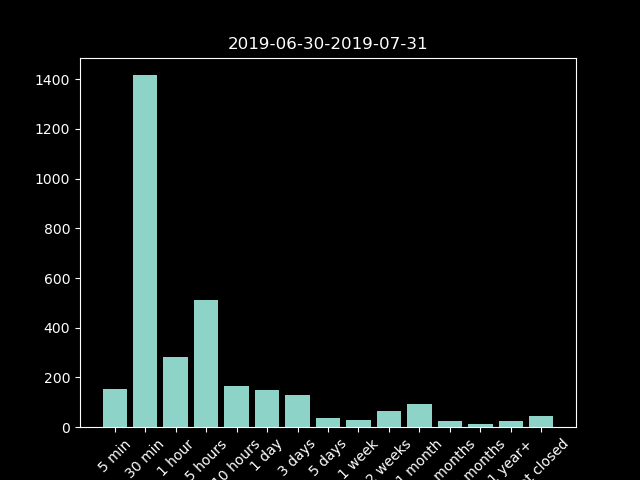 2019-06-30-2019-07-31
1400
1200
1000
800
600
400
200
0
5 min
30 min
1 hour
5 hours
10 hours
1 day
3 days
5 days
1 week
2 weeks
1 month
months
months
1 year+
closed